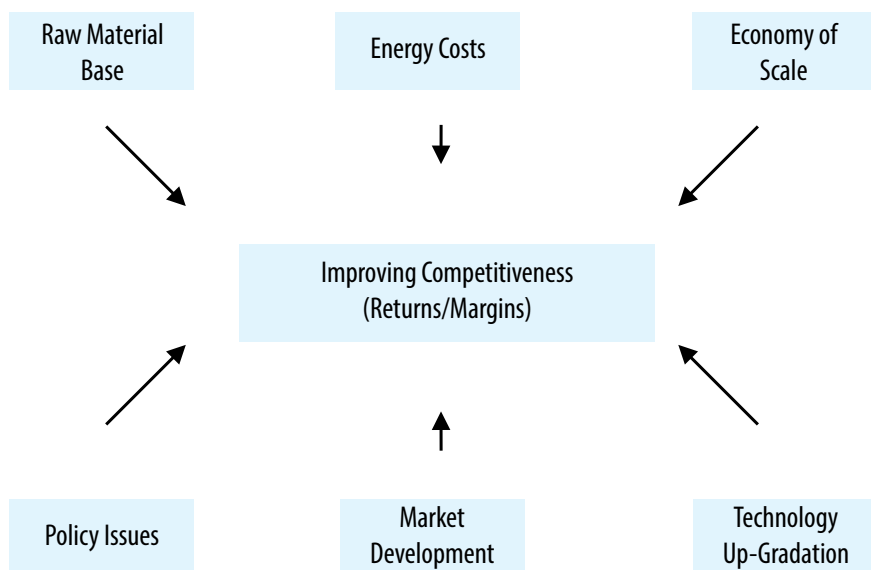 Raw Material
Base
Energy Costs
Economy of
Scale
Improving Competitiveness
(Returns/Margins)
Policy Issues
Market
Development
Technology
Up-Gradation